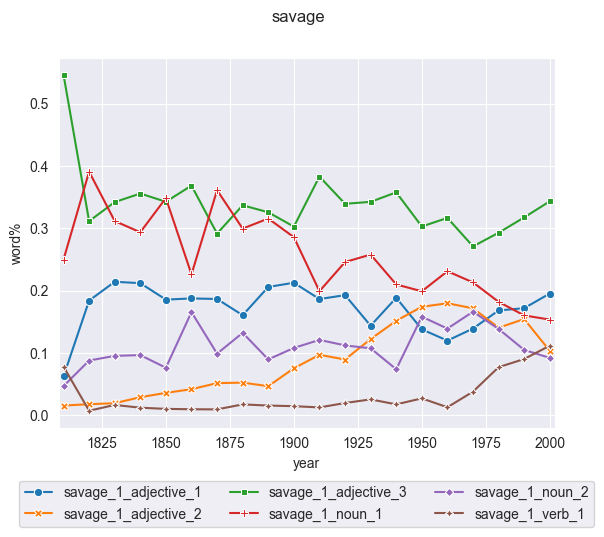 savage
0.5
0.4
0.3
0.2
0.1
0.0
word%
1825 1850 1875 1900 1925 1950 1975 2000
year
savage_1_adjective_1 savage_1_adjective_3 savage_1_noun_2
savage_1_adjective_2 savage_1_noun_1 savage_1_verb_1